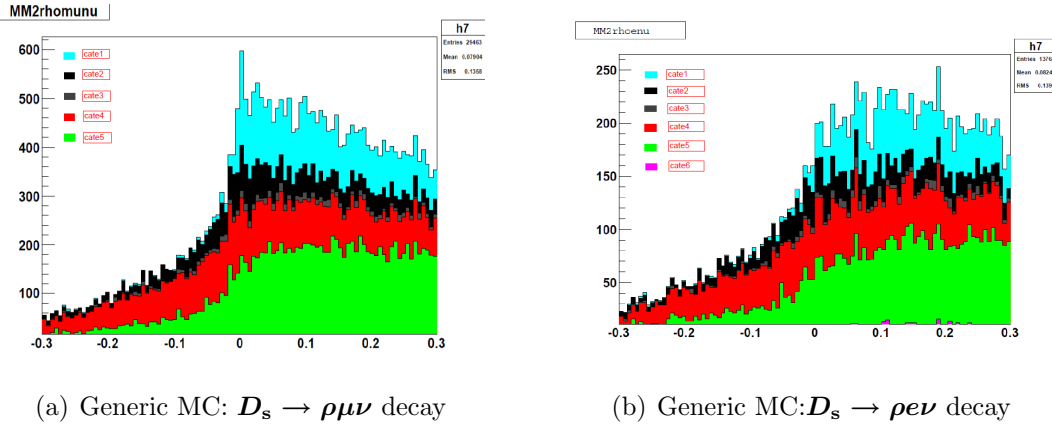 MM2rhomunu
h7
Entries 29463
Mean 0.07904
RMS 0.1358
600
500
400
300
200
100
cate1
cate2
cate3
cate4
cate5
-0.3 -0.2 -0.1 0 0.1 0.2 0.3
MM2rhoenu
h7
Entries 1376
Mean 0.0824
RMS 0.139
250
200
150
100
50
cate1
cate2
cate3
cate4
cate5
cate6
-0.3 -0.2 -0.1 0 0.1 0.2 0.3
(a) Generic MC: Ds → ρμν decay
(b) Generic MC:Ds → ρeν decay